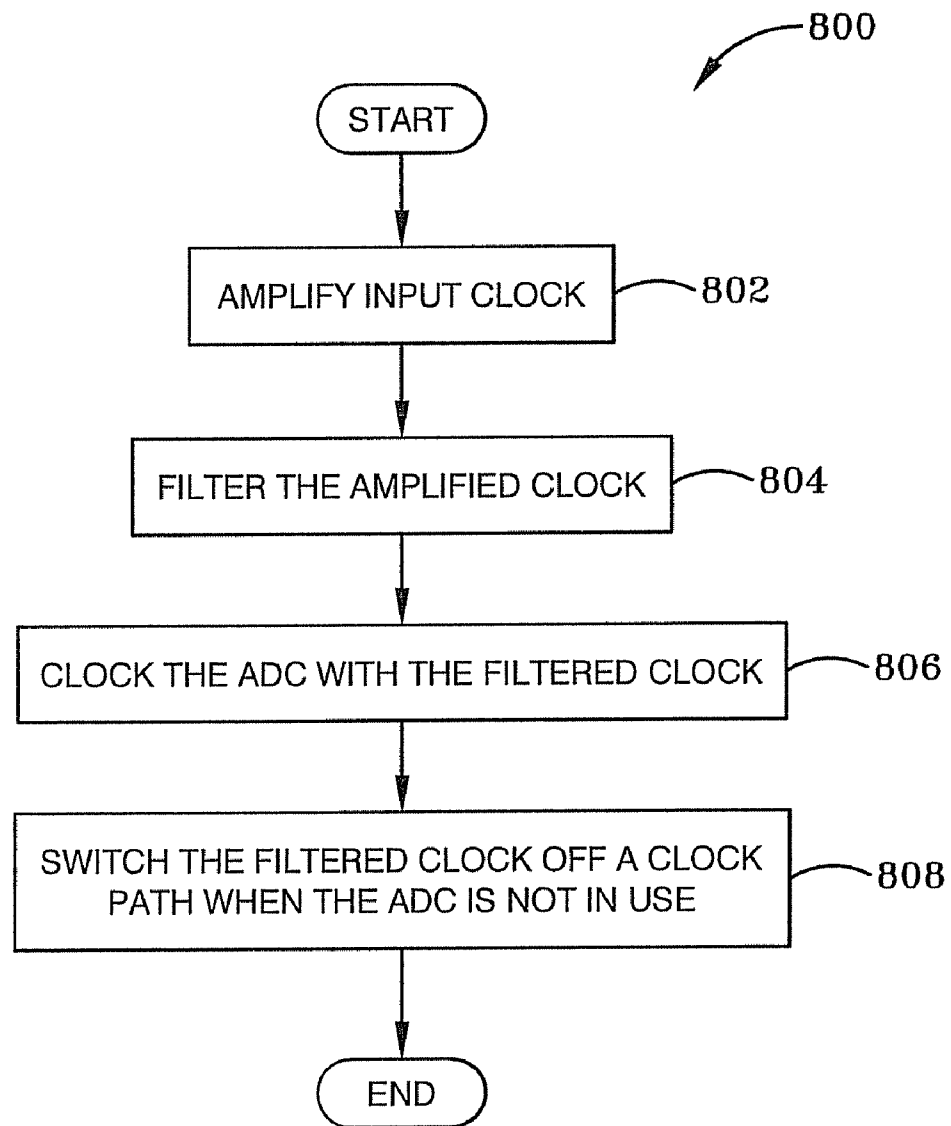 800
START
AMPLIFY INPUT CLOCK
802
FILTER THE AMPLIFIED CLOCK
804
CLOCK THE ADC WITH THE FILTERED CLOCK
806
SWITCH THE FILTERED CLOCK OFF A CLOCK
PATH WHEN THE ADC IS NOT IN USE
808
END